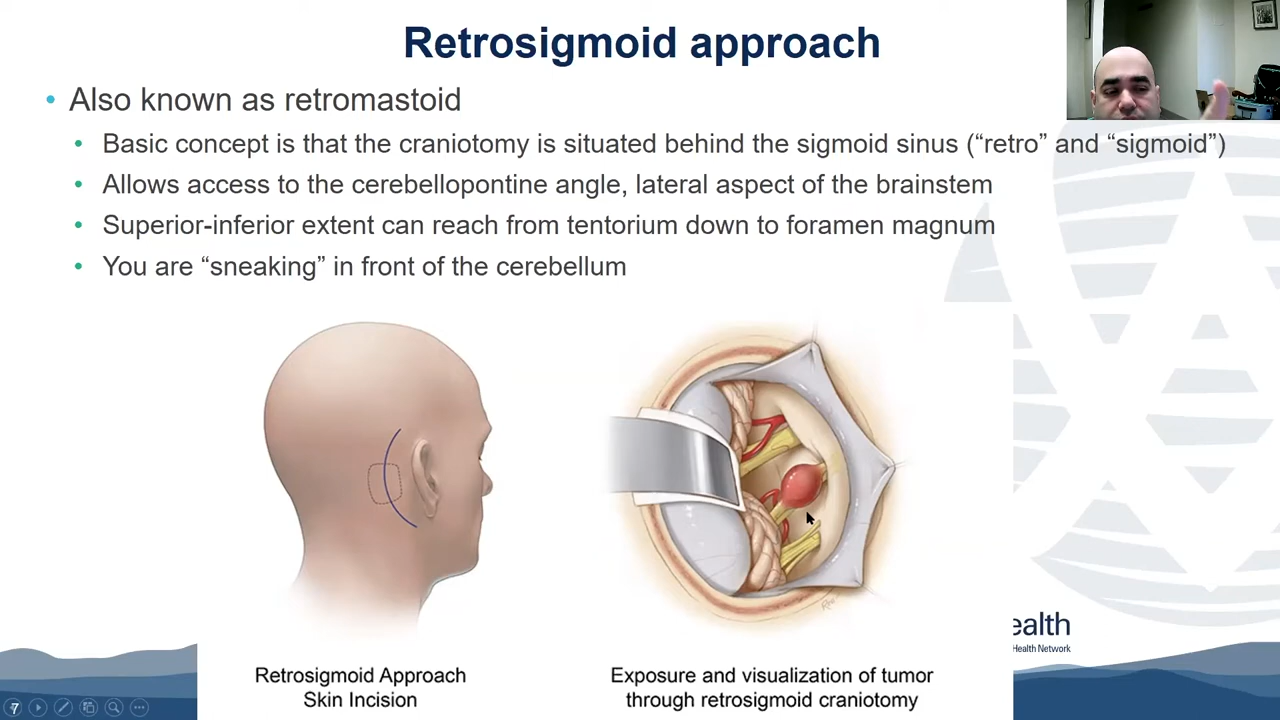 Retrosigmoid approach
• Also known as retromastoid
• Basic concept is that the craniotomy is situated behind the sigmoid sinus (“retro” and “sigmoid”)
• Allows access to the cerebellopontine angle, lateral aspect of the brainstem
• Superior-inferior extent can reach from tentorium down to foramen magnum
• You are “sneaking” in front of the cerebellum
ealth
Health Network
Retrosigmoid Approach
Skin Incision
Exposure and visualization of tumor
through retrosigmoid craniotomy